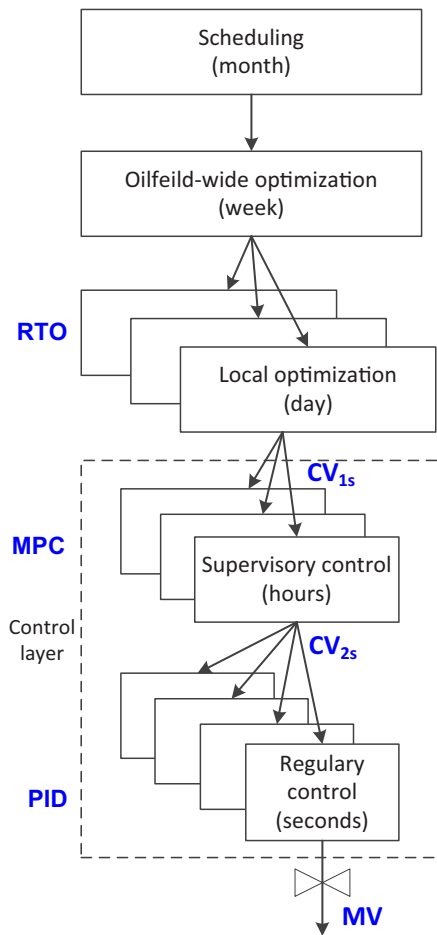 Scheduling
(month)
Oilfeild-wide optimization
(week)
RTO
Local optimization
(day)
CV1s
MPC
Supervisory control
(hours)
Control
layer
CV2s
PID
Regulary
control
(seconds)
MV